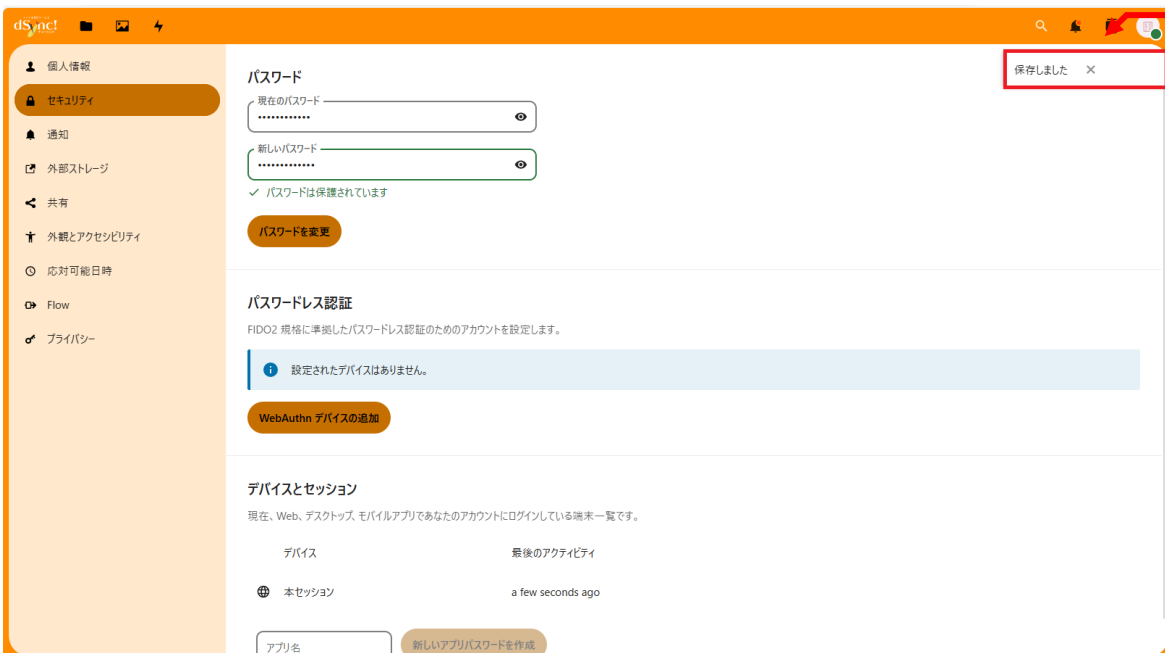 dSync!
個人情報
セキュリティ
通知
外部ストレージ
共有
外観とアクセシビリティ
応対可能日時
Flow
プライバシー
保存しました ×
パスワード
現在のパスワード
••••••••••••
新しいパスワード
•••••••••••••
パスワードは保護されています
パスワードを変更
パスワードレス認証
FIDO2 規格に準拠したパスワードレス認証のためのアカウントを設定します。
設定されたデバイスはありません。
WebAuthn デバイスの追加
デバイスとセッション
現在、Web、デスクトップ、モバイルアプリであなたのアカウントにログインしている端末一覧です。
デバイス 最後のアクティビティ
本セッション a few seconds ago
アプリ名 新しいアプリパスワードを作成